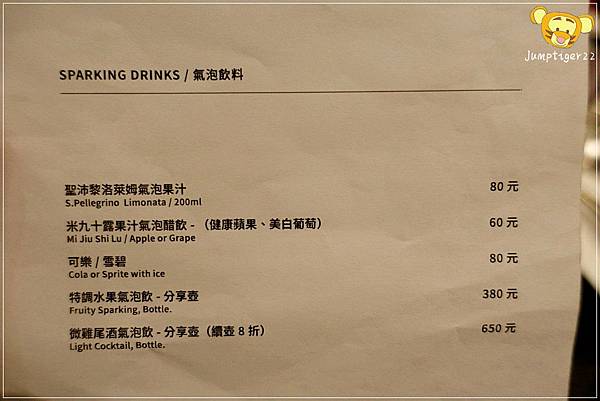 Jumptiger22
SPARKING DRINKS / 氣泡飲料
聖沛黎洛萊姆氣泡果汁 80 元
S.Pellegrino Limonata / 200ml
米九十露果汁氣泡醋飲 - （健康蘋果、美白葡萄） 60 元
Mi Jiu Shi Lu / Apple or Grape
可樂 / 雪碧 80 元
Cola or Sprite with ice
特調水果氣泡飲 - 分享壺 380 元
Fruity Sparking, Bottle.
微雞尾酒氣泡飲 - 分享壺（續壺 8 折） 650 元
Light Cocktail, Bottle.